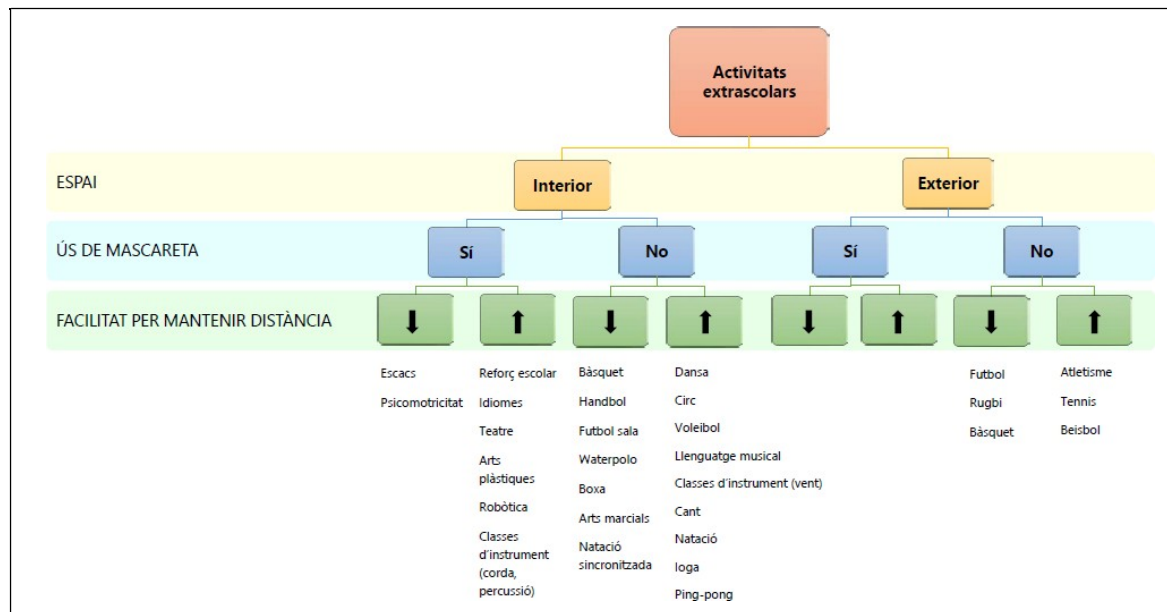 Activitats
extrascolars
ESPAI
Interior
Exterior
ÚS DE MASCARETA
Sí
No
Sí
No
FACILITAT PER MANTENIR DISTÀNCIA
Escacs
Psicomotricitat
Reforç escolar
Idiomes
Teatre
Arts
plàstiques
Robòtica
Classes
d´instrument
(corda,
percussió)
Bàsquet
Handbol
Futbol sala
Waterpolo
Boxa
Arts marcials
Natació
sincronitzada
Dansa
Circ
Voleibol
Llenguatge musical
Classes d´instrument (vent)
Cant
Natació
Ioga
Ping-pong
Futbol
Rugbi
Bàsquet
Atletisme
Tennis
Beisbol